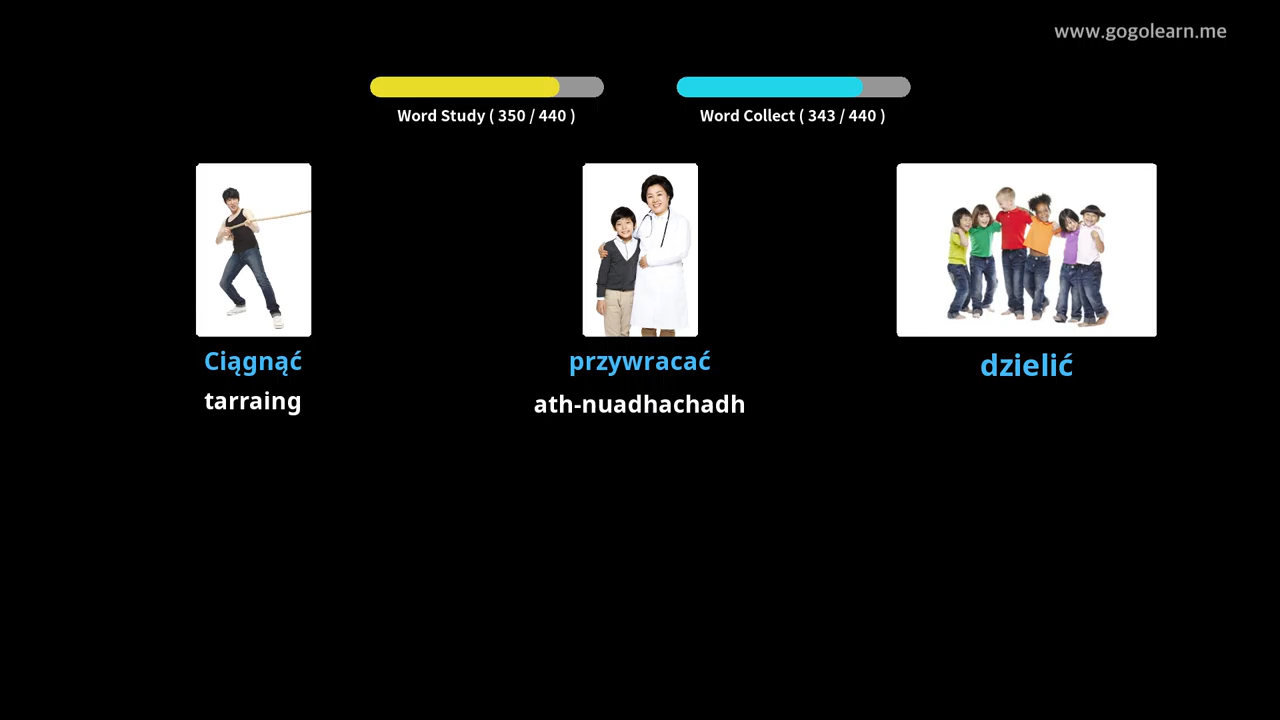 www.gogolearn.me
Word Study ( 350 / 440 )
Word Collect ( 343 / 440 )
Ciągnąć
tarraing
przywracać
ath-nuadhachadh
dzielić